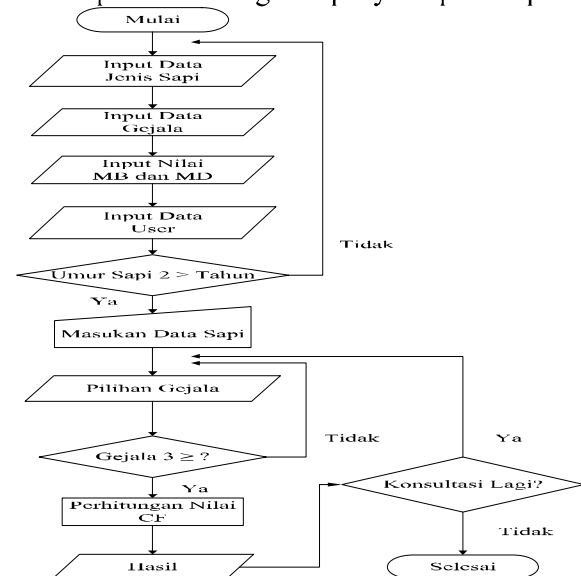 Mulai
Input Data
Jenis Sapi
Input Data
Gejala
Input Nilai
MB dan MD
Input Data
User
Tidak
Umur Sapi 2 > Tahun
Ya
Masukan Data Sapi
Pilihan Gejala
Gejala 3 ≥ ?
Tidak
Ya
Ya
Perhitungan Nilai
CF
Konsultasi Lagi?
Tidak
Hasil
Selesai